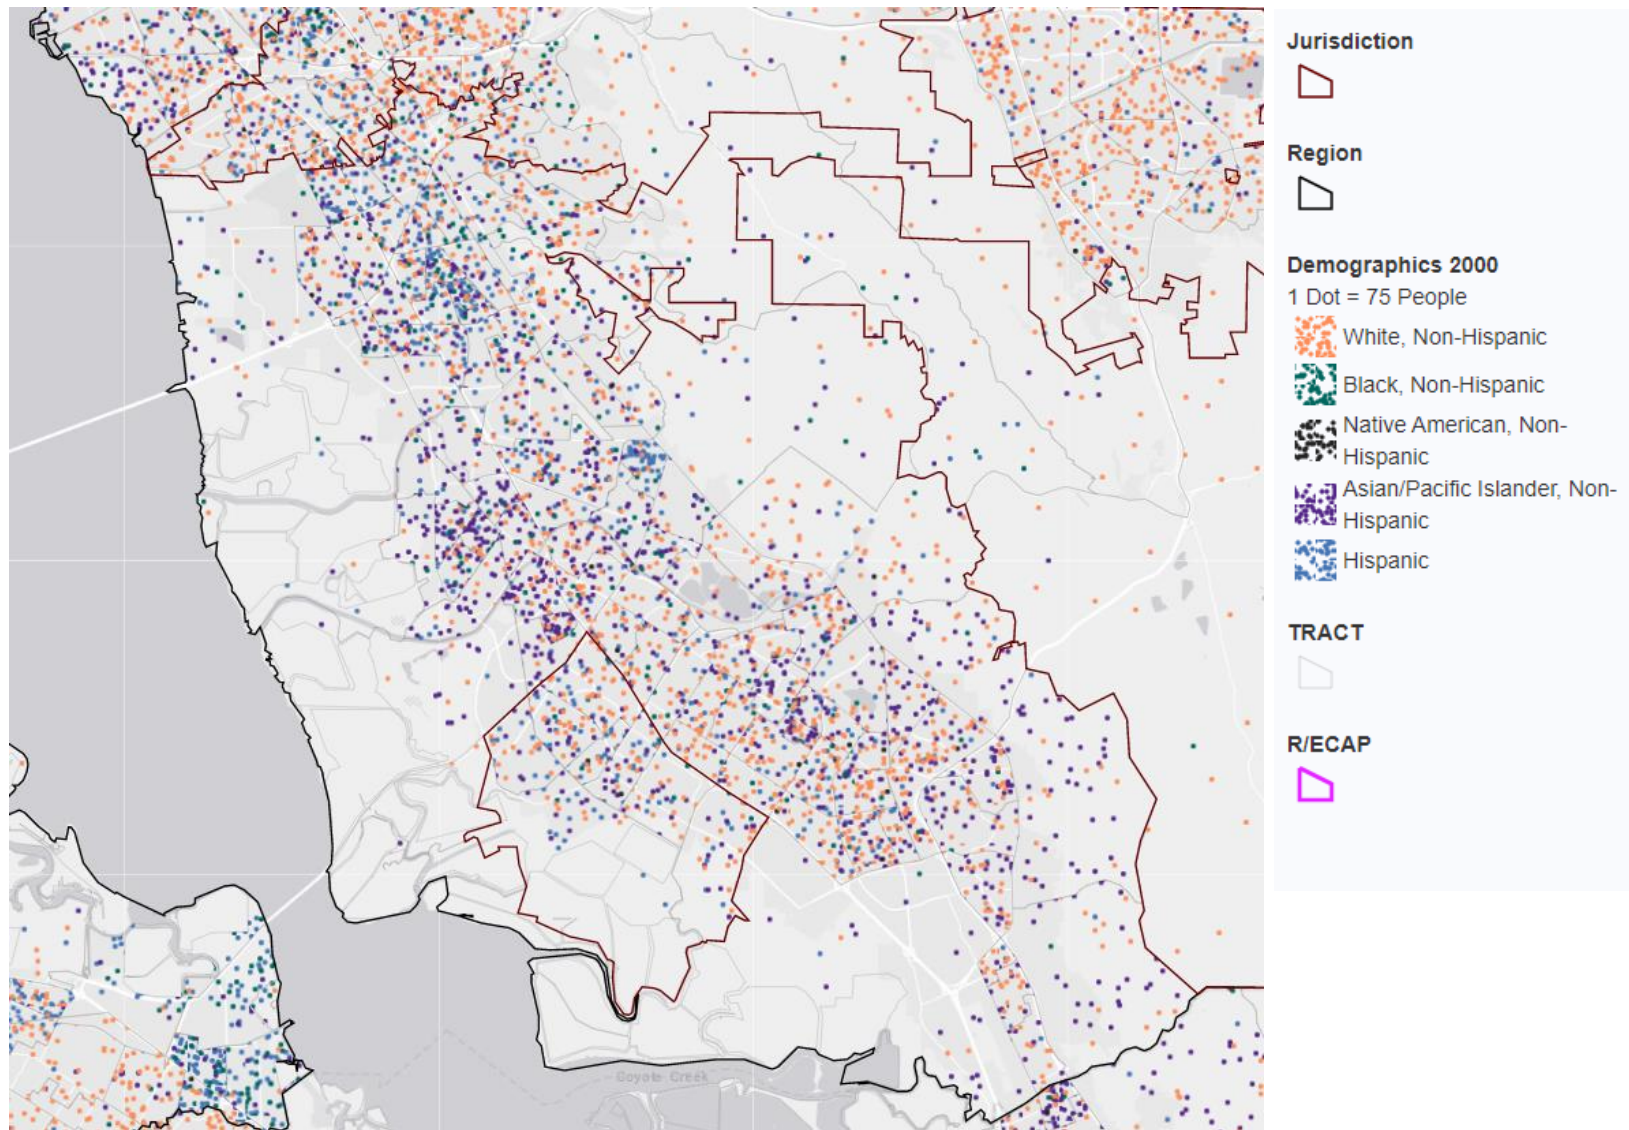 Jurisdiction
Region
Demographics 2000
1 Dot = 75 People
White, Non-Hispanic
Black, Non-Hispanic
Native American, Non-
Hispanic
Asian/Pacific Islander, Non-
Hispanic
Hispanic
TRACT
R/ECAP
Coyote Creek